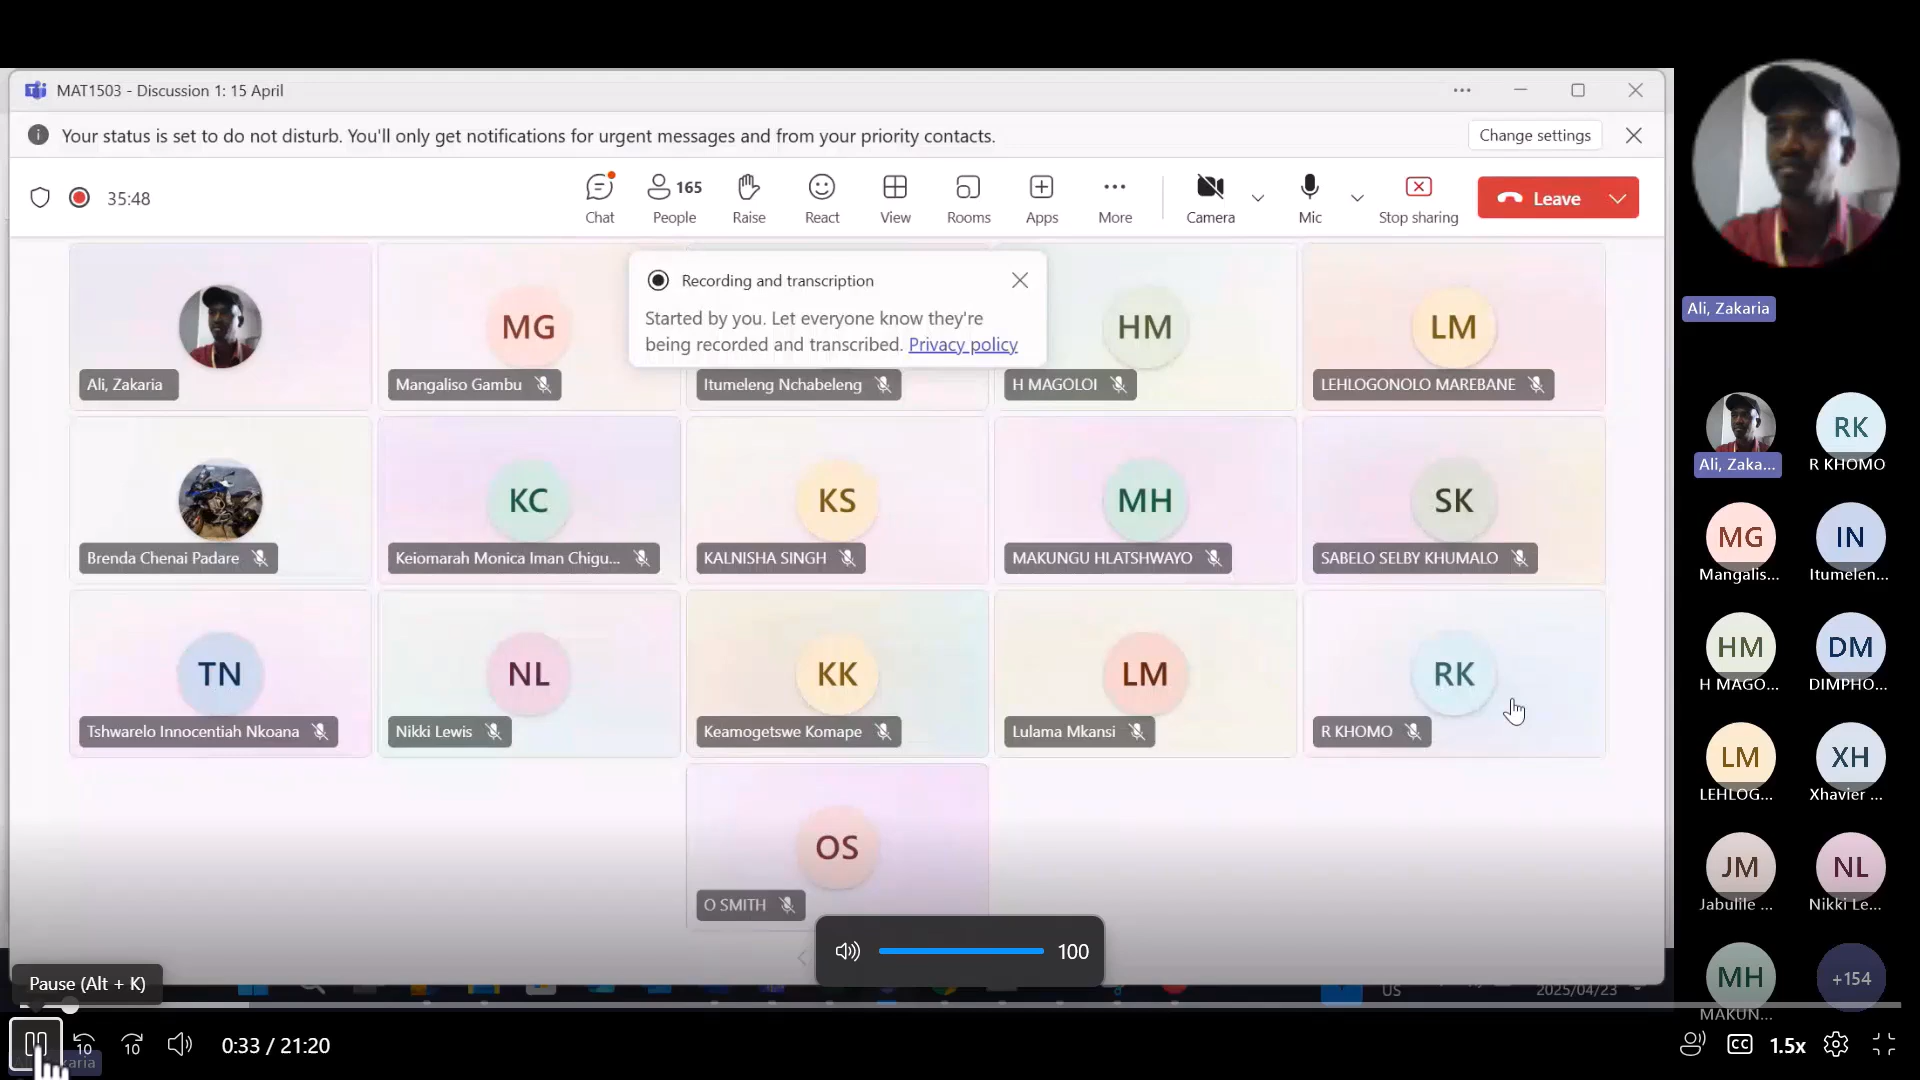 MAT1503 - Discussion 1: 15 April
Your status is set to do not disturb. You'll only get notifications for urgent messages and from your priority contacts.
Change settings
35:48
Chat
165
People
Raise
React
View
Rooms
Apps
More
Camera
Mic
Stop sharing
Leave
Recording and transcription
Started by you. Let everyone know they're
being recorded and transcribed. Privacy policy
Ali, Zakaria
MG
Mangaliso Gambu
Itumeleng Nchabeleng
HM
H MAGOLOI
LM
LEHLOGONOLO MAREBANE
Brenda Chenai Padare
KC
Keiomarah Monica Iman Chigu...
KS
KALNISHA SINGH
MH
MAKUNGU HLATSHWAYO
SK
SABELO SELBY KHUMALO
TN
Tshwarelo Innocentiah Nkoana
NL
Nikki Lewis
KK
Keamogetswe Komape
LM
Lulama Mkansi
RK
R KHOMO
OS
O SMITH
100
Ali, Zakaria
Ali, Zaka...
RK
R KHOMO
MG
Mangalis...
IN
Itumelen...
HM
H MAGO...
DM
DIMPHO...
LM
LEHLOG...
XH
Xhavier ...
JM
Jabulile ...
NL
Nikki Le...
MH
MAKUN...
+154
Pause (Alt + K)
US
2025/04/23
10
10
0:33 / 21:20
CC
1.5x